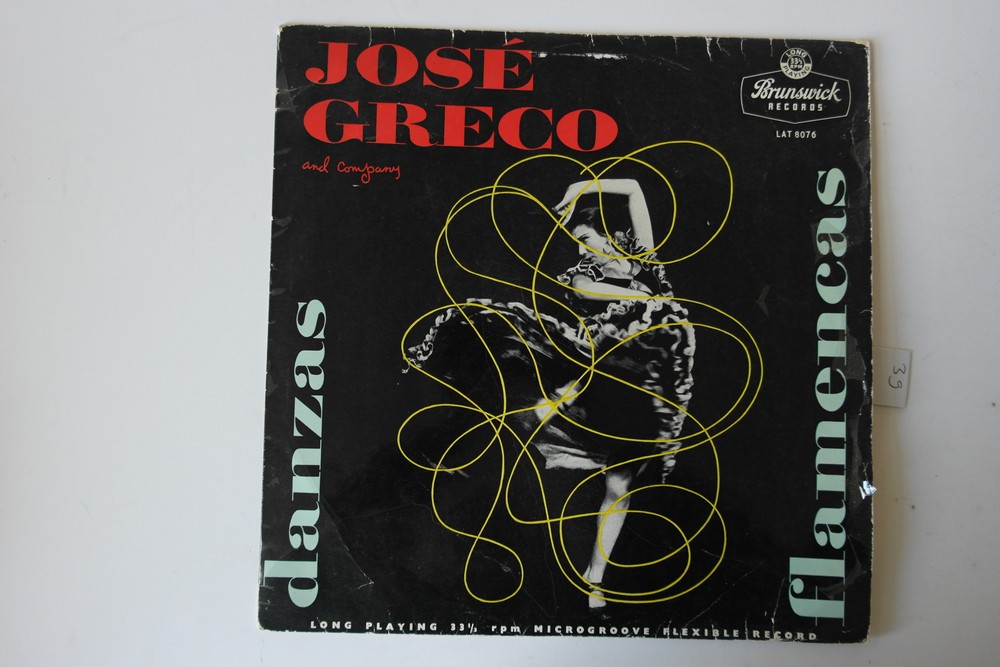 JOSÉ
GRECO
and company
LONG
33⅓
RPM
PLAYING
Brunswick
RECORDS
LAT 8076
danzas
flamencas
39
LONG PLAYING 33⅓ rpm MICROGROOVE FLEXIBLE RECORD